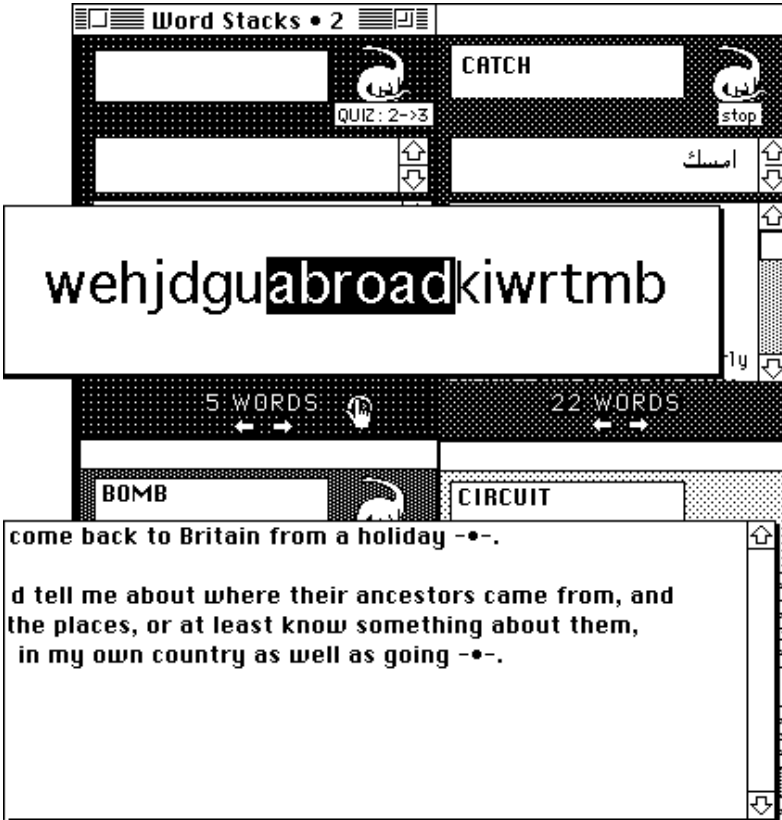 Word Stacks • 2
CATCH
QUIZ: 2->3
stop
امسك
wehjdguabroadkiwrtmb
rly
5 WORDS
22 WORDS
BOMB
CIRCUIT
come back to Britain from a holiday -•-.
d tell me about where their ancestors came from, and
the places, or at least know something about them,
in my own country as well as going -•-.